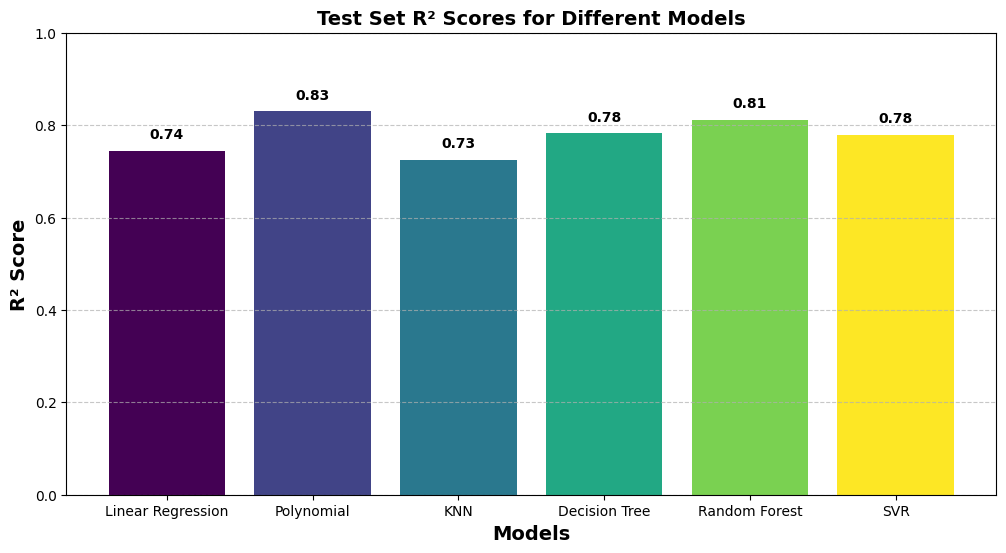 Test Set R² Scores for Different Models
R² Score
1.0
0.8
0.6
0.4
0.2
0.0
0.74
0.83
0.73
0.78
0.81
0.78
Linear Regression
Polynomial
KNN
Decision Tree
Random Forest
SVR
Models